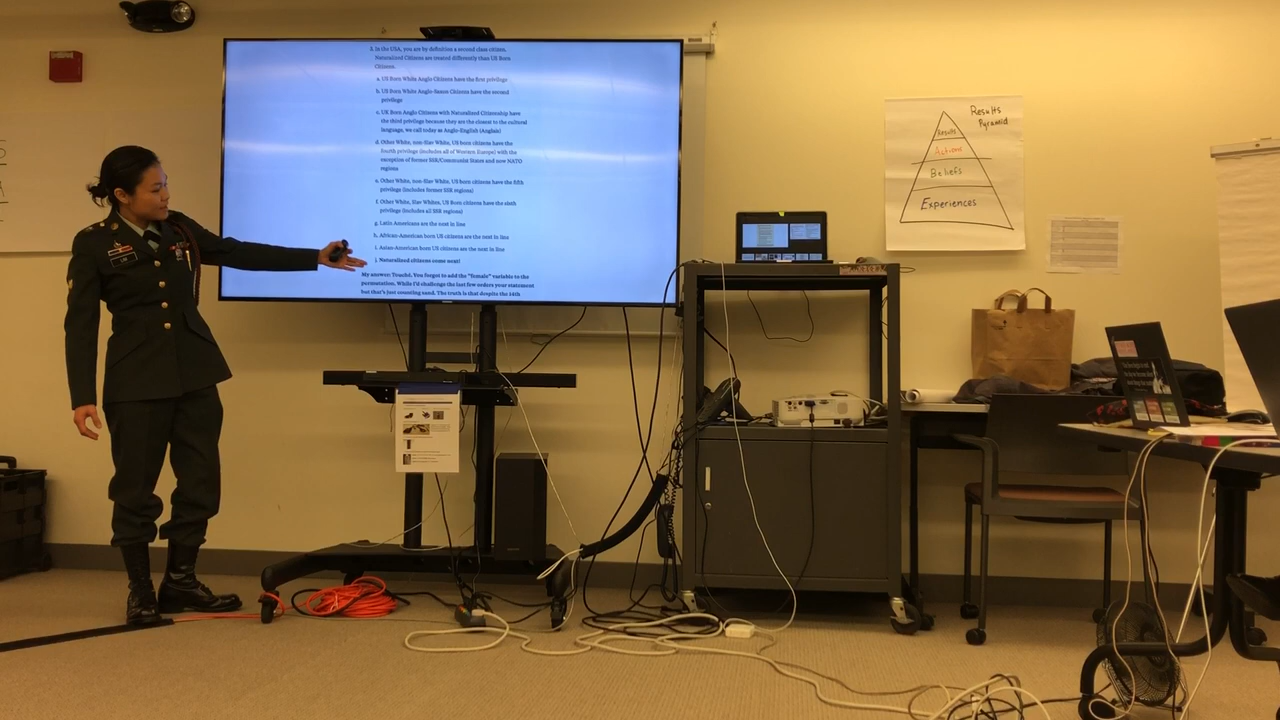 3. In the USA, you are by definition a second class citizen.
Naturalized Citizens are treated differently than US Born
Citizens.
a. US Born White Anglo Citizens have the first privilege
b. US Born White Anglo-Saxon Citizens have the second
privilege
c. UK Born Anglo Citizens with Naturalized Citizenship have
the third privilege because they are the closest to the cultural
language, we call today as Anglo-English (Anglais)
d. Other White, non-Slav White, US born citizens have the
fourth privilege (includes all of Western Europe) with the
exception of former SSR/Communist States and now NATO
regions
e. Other White, non-Slav Whites, US born citizens have the fifth
privilege (includes former SSR regions)
f. Other White, Slav Whites, US Born citizens have the sixth
privilege (includes all SSR regions)
g. Latin Americans are the next in line
h. African-American born US citizens are the next in line
i. Asian-American born US citizens are the next in line
j. Naturalized citizens come next!
My answer: Touché. You forgot to add the "female" variable to the
permutation. While I'd challenge the last few orders your statement
but that's just counting sand. The truth is that despite the 14th
Results
Pyramid
Results
Actions
Beliefs
Experiences